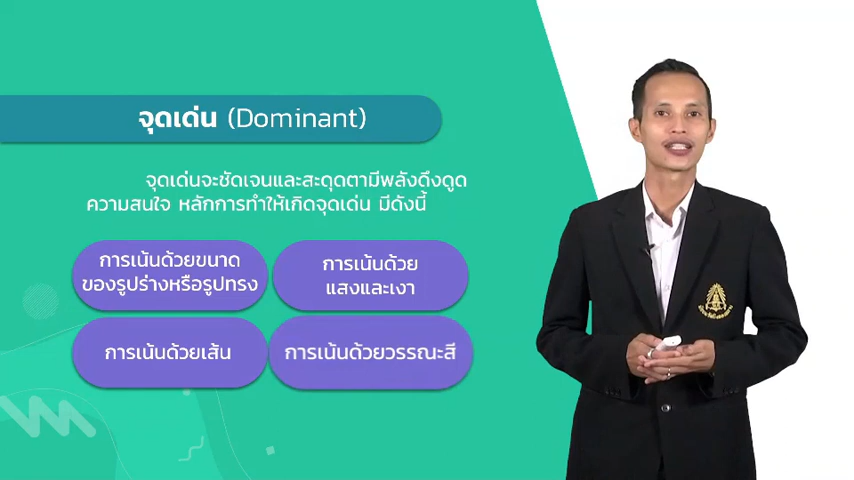 จุดเด่น (Dominant)
จุดเด่นจะชัดเจนและสะดุดตามีพลังดึงดูด
ความสนใจ หลักการทำให้เกิดจุดเด่น มีดังนี้
การเน้นด้วยขนาด
ของรูปร่างหรือรูปทรง
การเน้นด้วย
แสงและเงา
การเน้นด้วยเส้น
การเน้นด้วยวรรณะสี